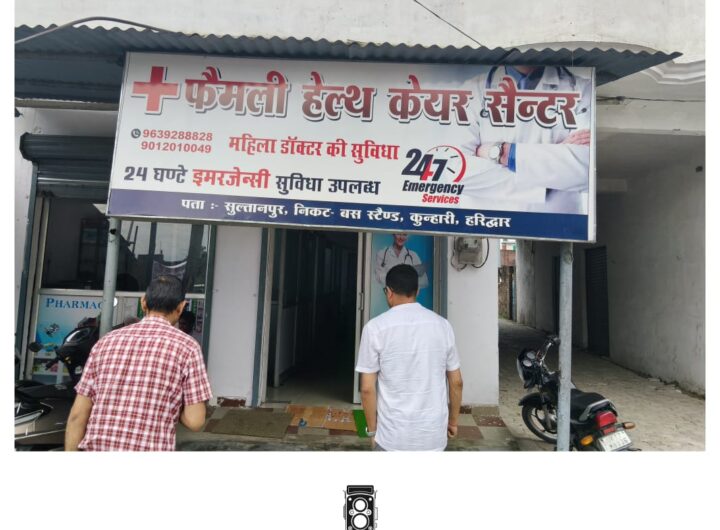 फैमली हेल्थ केयर सैन्टर
9639288828
9012010049
महिला डॉक्टर की सुविधा
24 घण्टे इमरजेन्सी सुविधा उपलब्ध
24/7
Emergency
Services
पता :- सुल्तानपुर, निकट- बस स्टैण्ड, कुन्हारी, हरिद्वार
PHARMAC